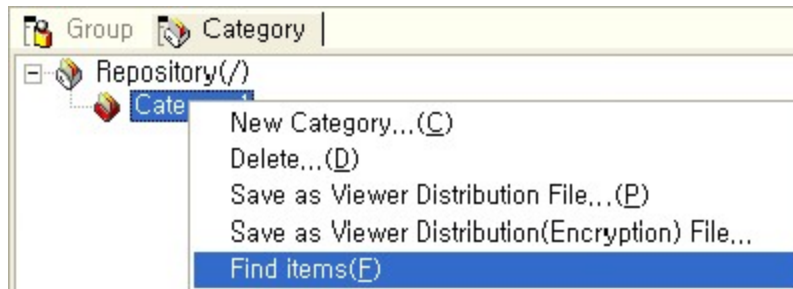 Group Category
Repository(/)
Cate
New Category...(C)
Delete...(D)
Save as Viewer Distribution File...(P)
Save as Viewer Distribution(Encryption) File...
Find items(F)